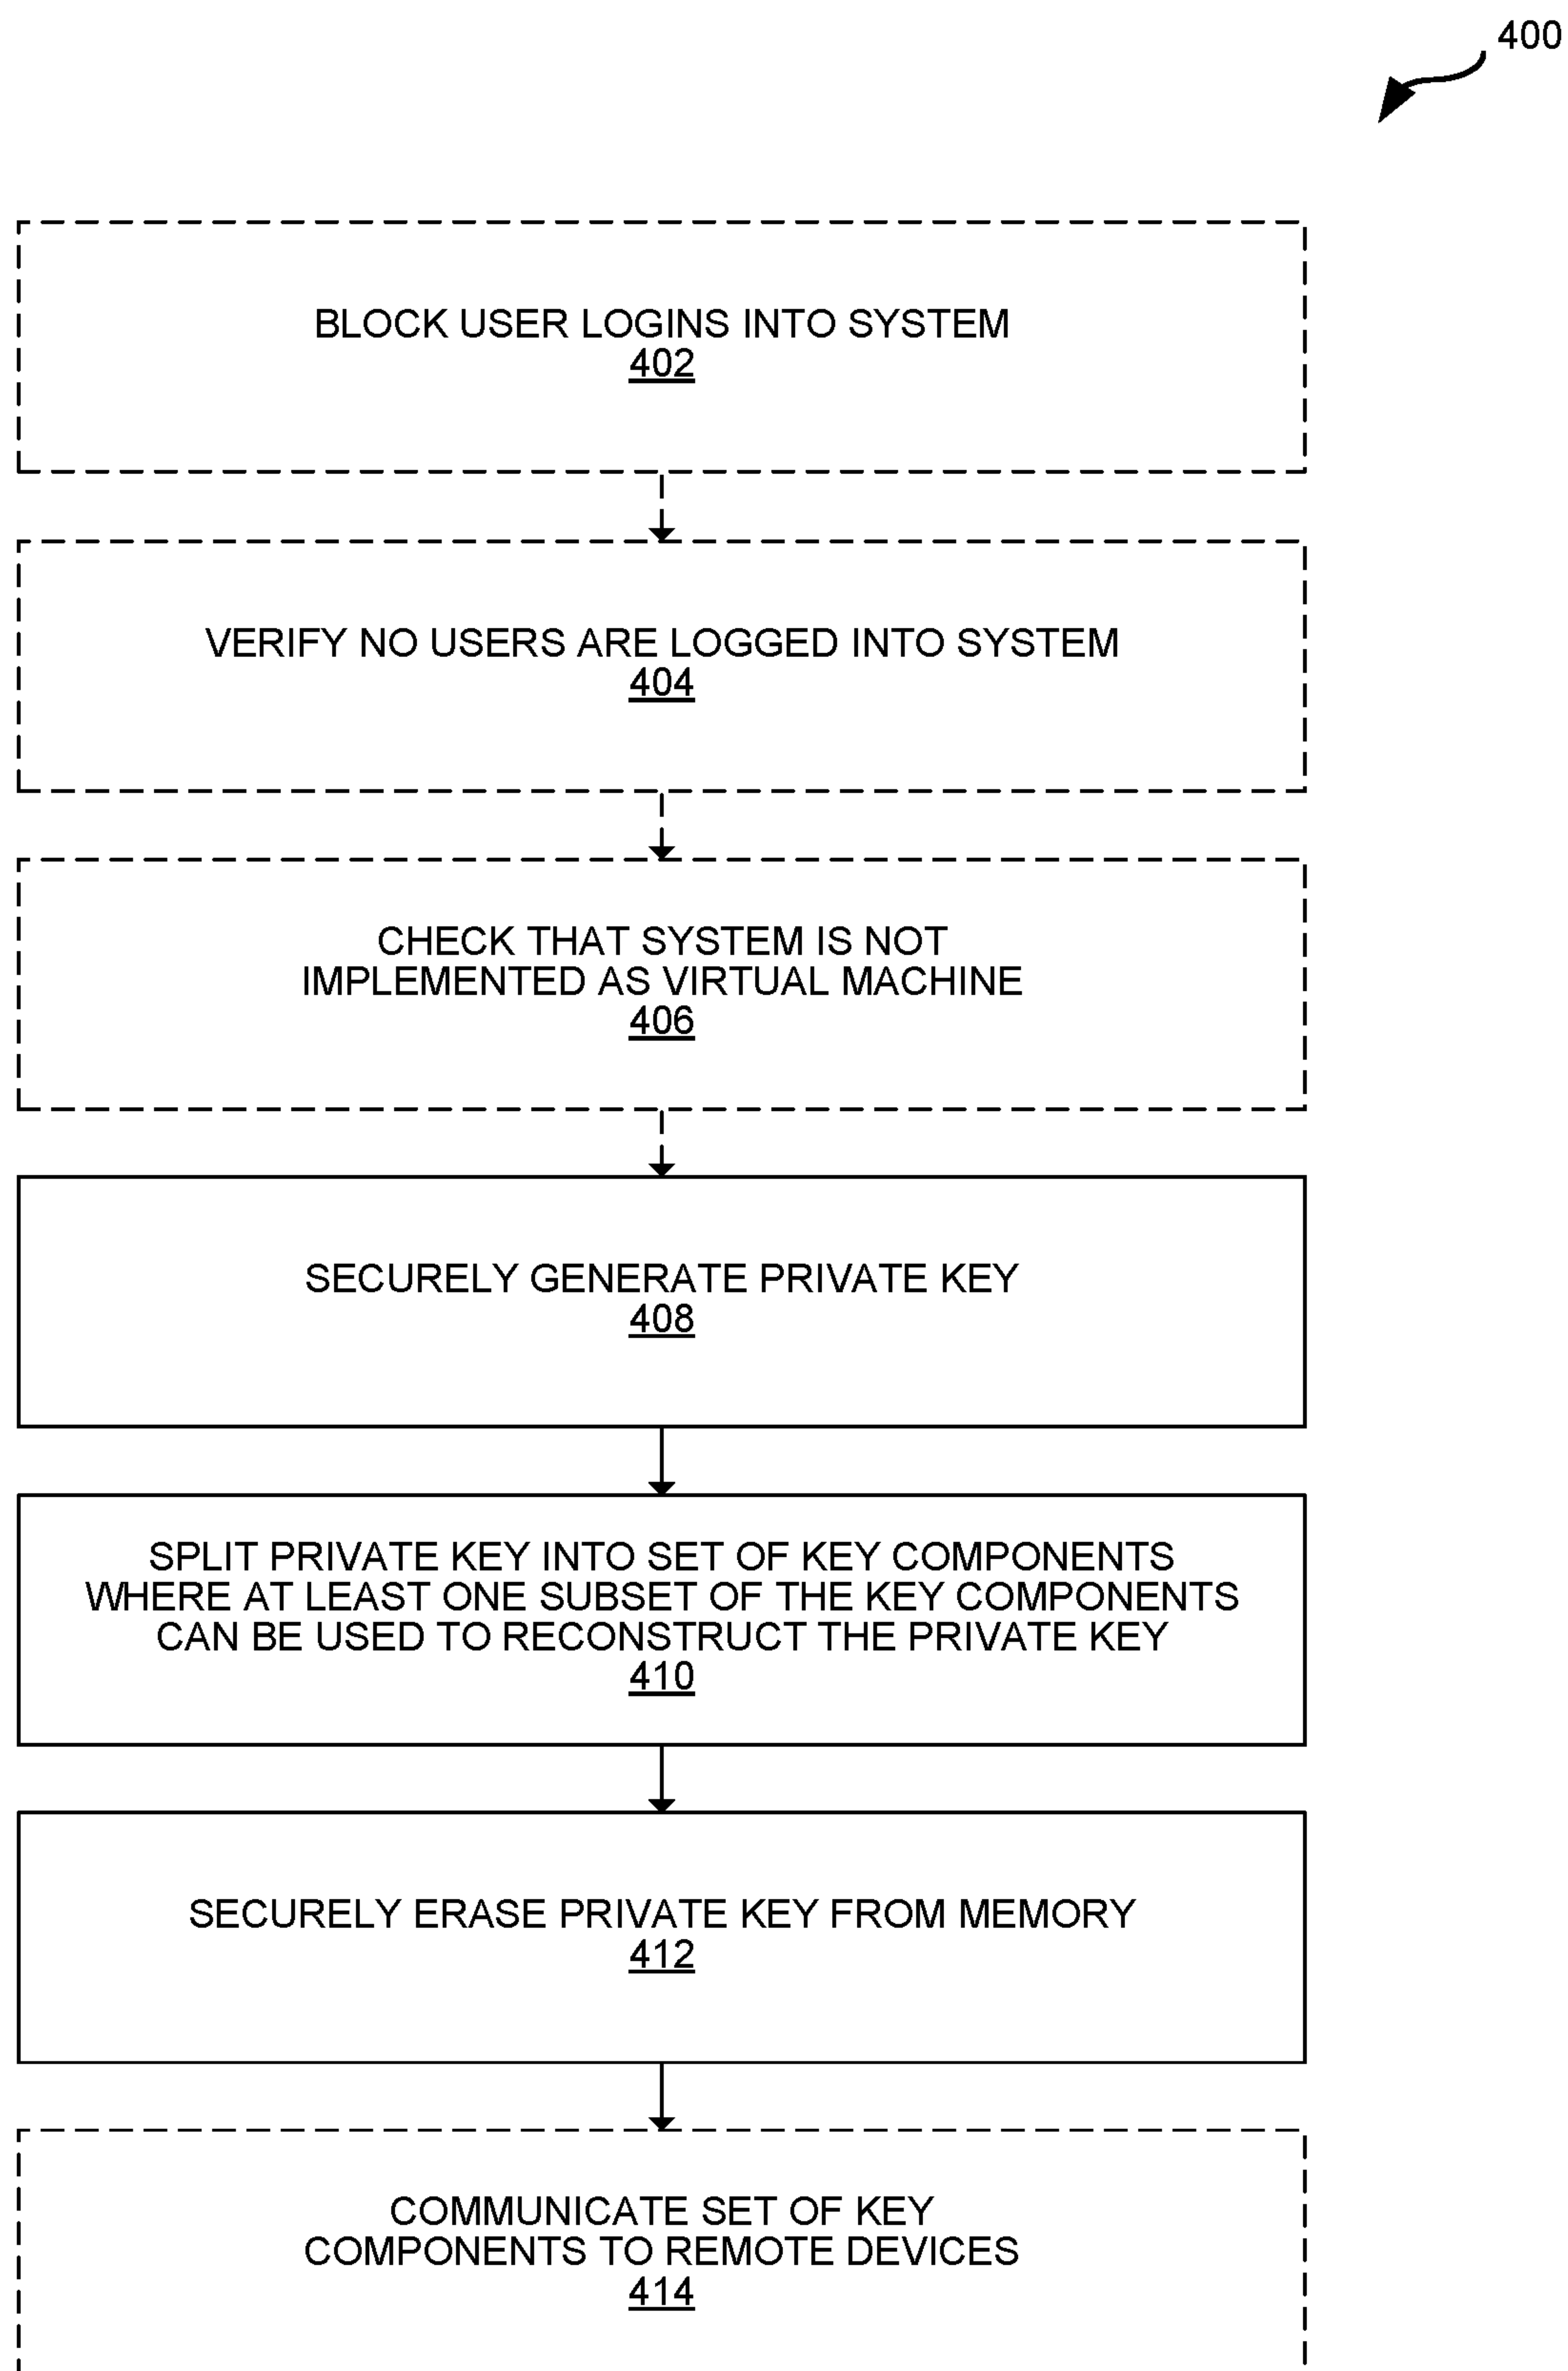 400
BLOCK USER LOGINS INTO SYSTEM
402
VERIFY NO USERS ARE LOGGED INTO SYSTEM
404
CHECK THAT SYSTEM IS NOT
IMPLEMENTED AS VIRTUAL MACHINE
406
SECURELY GENERATE PRIVATE KEY
408
SPLIT PRIVATE KEY INTO SET OF KEY COMPONENTS
WHERE AT LEAST ONE SUBSET OF THE KEY COMPONENTS
CAN BE USED TO RECONSTRUCT THE PRIVATE KEY
410
SECURELY ERASE PRIVATE KEY FROM MEMORY
412
COMMUNICATE SET OF KEY
COMPONENTS TO REMOTE DEVICES
414